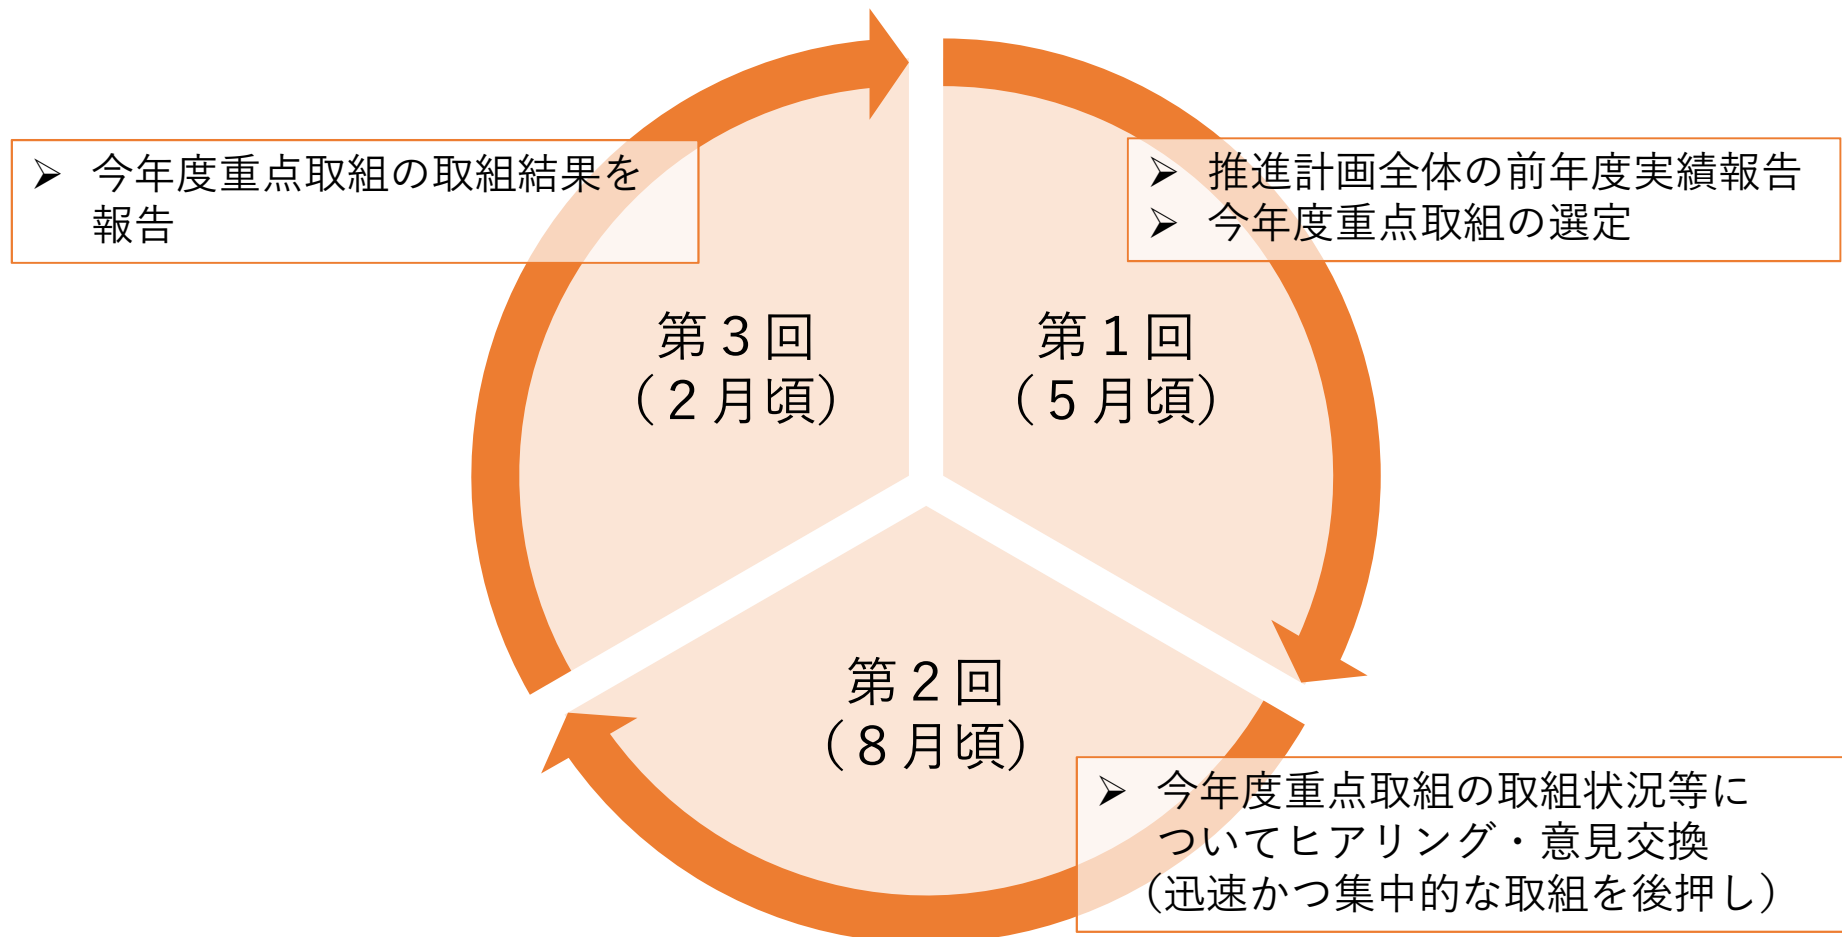 ➢ 今年度重点取組の取組結果を
報告
➢ 推進計画全体の前年度実績報告
➢ 今年度重点取組の選定
第３回
（２月頃）
第１回
（５月頃）
第２回
（８月頃）
➢ 今年度重点取組の取組状況等に
ついてヒアリング・意見交換
（迅速かつ集中的な取組を後押し）